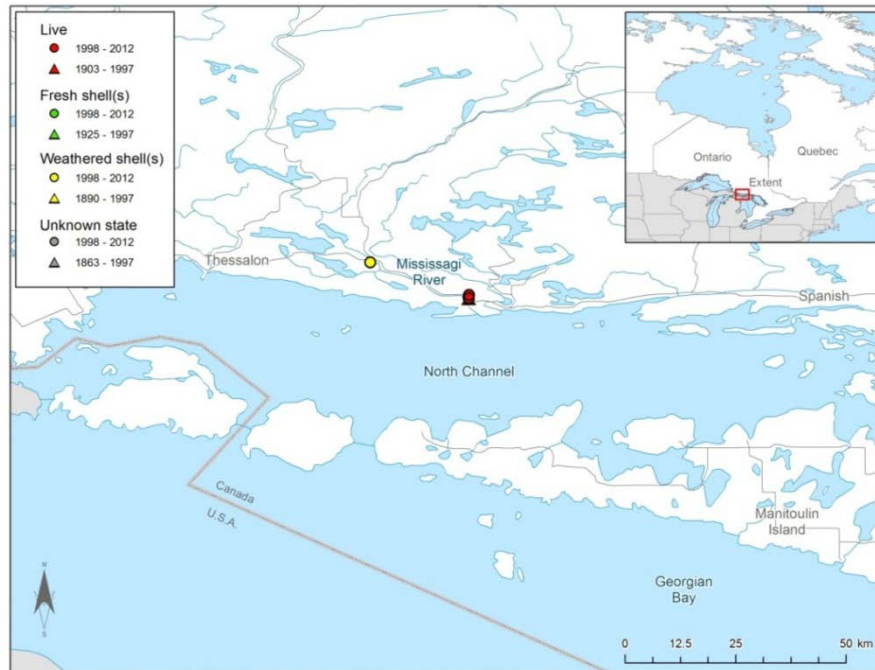 Live
1998 - 2012
1903 - 1997
Fresh shell(s)
1998 - 2012
1925 - 1997
Weathered shell(s)
1998 - 2012
1890 - 1997
Unknown state
1998 - 2012
1863 - 1997
Ontario
Quebec
Extent
Thessalon
Mississagi
River
Spanish
North Channel
Canada
U.S.A.
Manitoulin
Island
Georgian
Bay
N
S
0 12.5 25 50 km